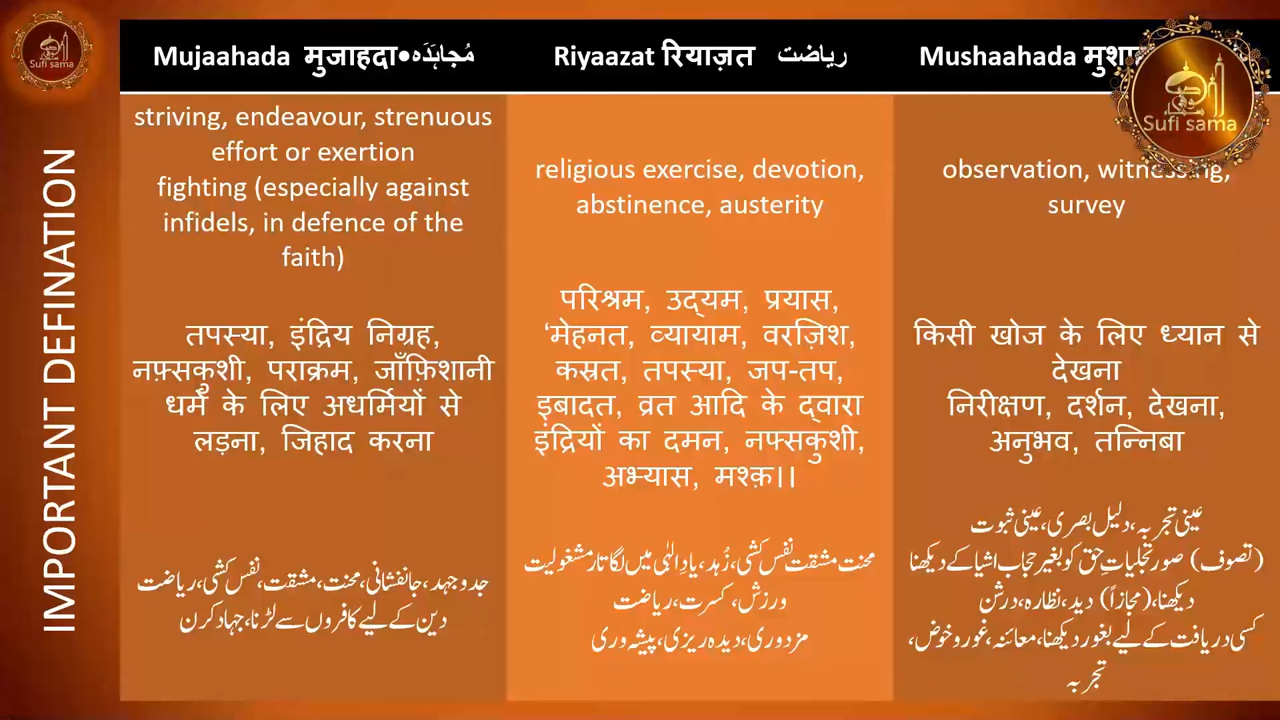 Sufi sama
IMPORTANT DEFINATION
Mujaahada मुजाहदा•مُجاہَدَہ
striving, endeavour, strenuous
effort or exertion
fighting (especially against
infidels, in defence of the
faith)
तपस्या, इंद्रिय निग्रह,
नफ़्सकुशी, पराक्रम, जाँफ़िशानी
धर्म के लिए अधर्मियों से
लड़ना, जिहाद करना
جدوجہد، جانفشانی، محنت، مشقت، نفس کشی، ریاضت
دین کے لیے کافروں سے لڑنا، جہاد کرن
Riyaazat रियाज़त ریاضت
religious exercise, devotion,
abstinence, austerity
परिश्रम, उद्यम, प्रयास,
‘मेहनत, व्यायाम, वरज़िश,
कस्रत, तपस्या, जप-तप,
इबादत, व्रत आदि के द्वारा
इंद्रियों का दमन, नफ्सकुशी,
अभ्यास, मश्क़।।
محنت مشقت نفس کشی، زُہد، یادِ الٰہی میں لگاتار مشغولیت
ورزش، کسرت، ریاضت
مزدوری، دیدہ ریزی، پیشہ وری
Mushaahada
Sufi sama
observation, witnessing,
survey
किसी खोज के लिए ध्यान से
देखना
निरीक्षण, दर्शन, देखना,
अनुभव, तन्निबा
عینی تجربہ، دلیل بصری، عینی ثبوت
(تصوف) صور تجلیاتِ حق کو بغیر حجاب اشیا کے دیکھنا
دیکھنا، (مجازاً) دید، نظارہ، درشن
کسی دریافت کے لیے بغور دیکھنا، معائنہ، غور و خوض،
تجربہ